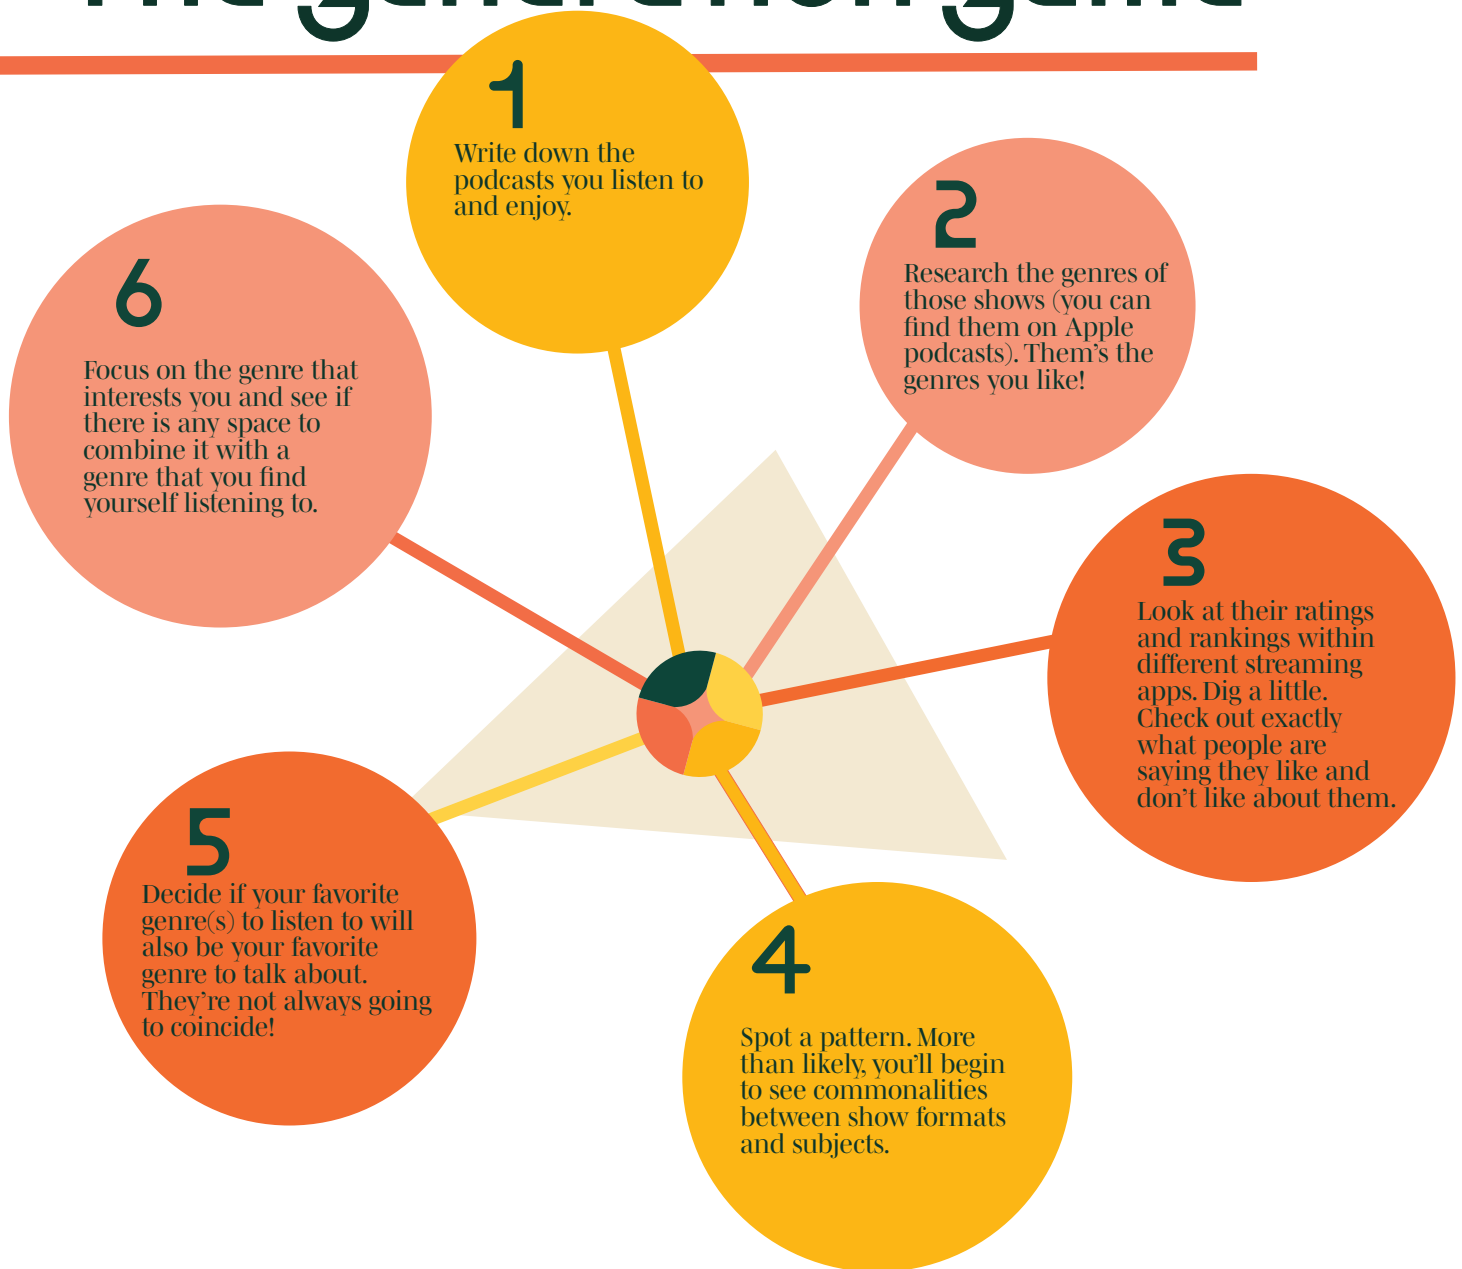 1
Write down the
podcasts you listen to
and enjoy.
2
Research the genres of
those shows (you can
find them on Apple
podcasts). Them's the
genres you like!
3
Look at their ratings
and rankings within
different streaming
apps. Dig a little.
Check out exactly
what people are
saying they like and
don't like about them.
4
Spot a pattern. More
than likely, you'll begin
to see commonalities
between show formats
and subjects.
5
Decide if your favorite
genre(s) to listen to will
also be your favorite
genre to talk about.
They're not always going
to coincide!
6
Focus on the genre that
interests you and see if
there is any space to
combine it with a
genre that you find
yourself listening to.